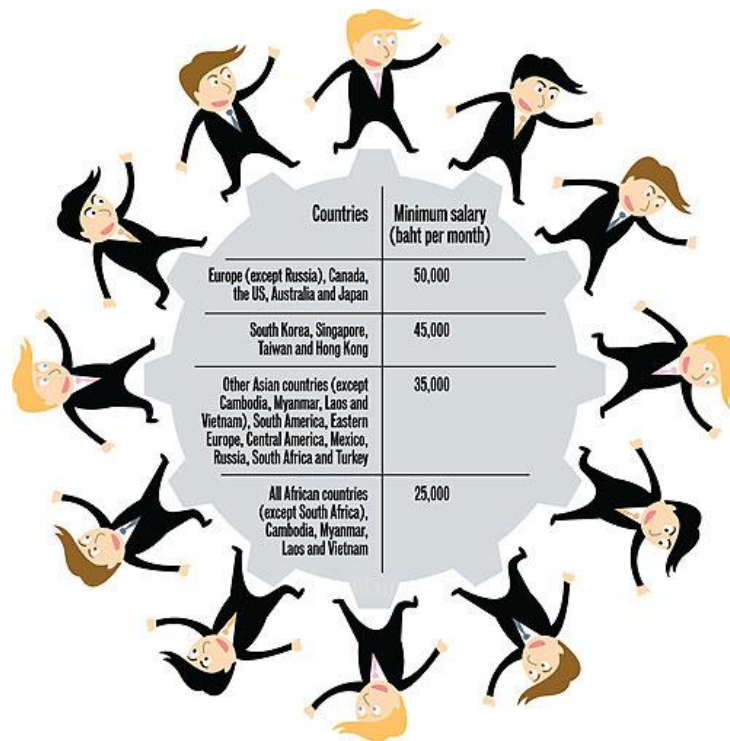 Countries
Minimum salary
(baht per month)
Europe (except Russia), Canada,
the US, Australia and Japan
50,000
South Korea, Singapore,
Taiwan and Hong Kong
45,000
Other Asian countries (except
Cambodia, Myanmar, Laos and
Vietnam), South America, Eastern
Europe, Central America, Mexico,
Russia, South Africa and Turkey
35,000
All African countries
(except South Africa),
Cambodia, Myanmar,
Laos and Vietnam
25,000